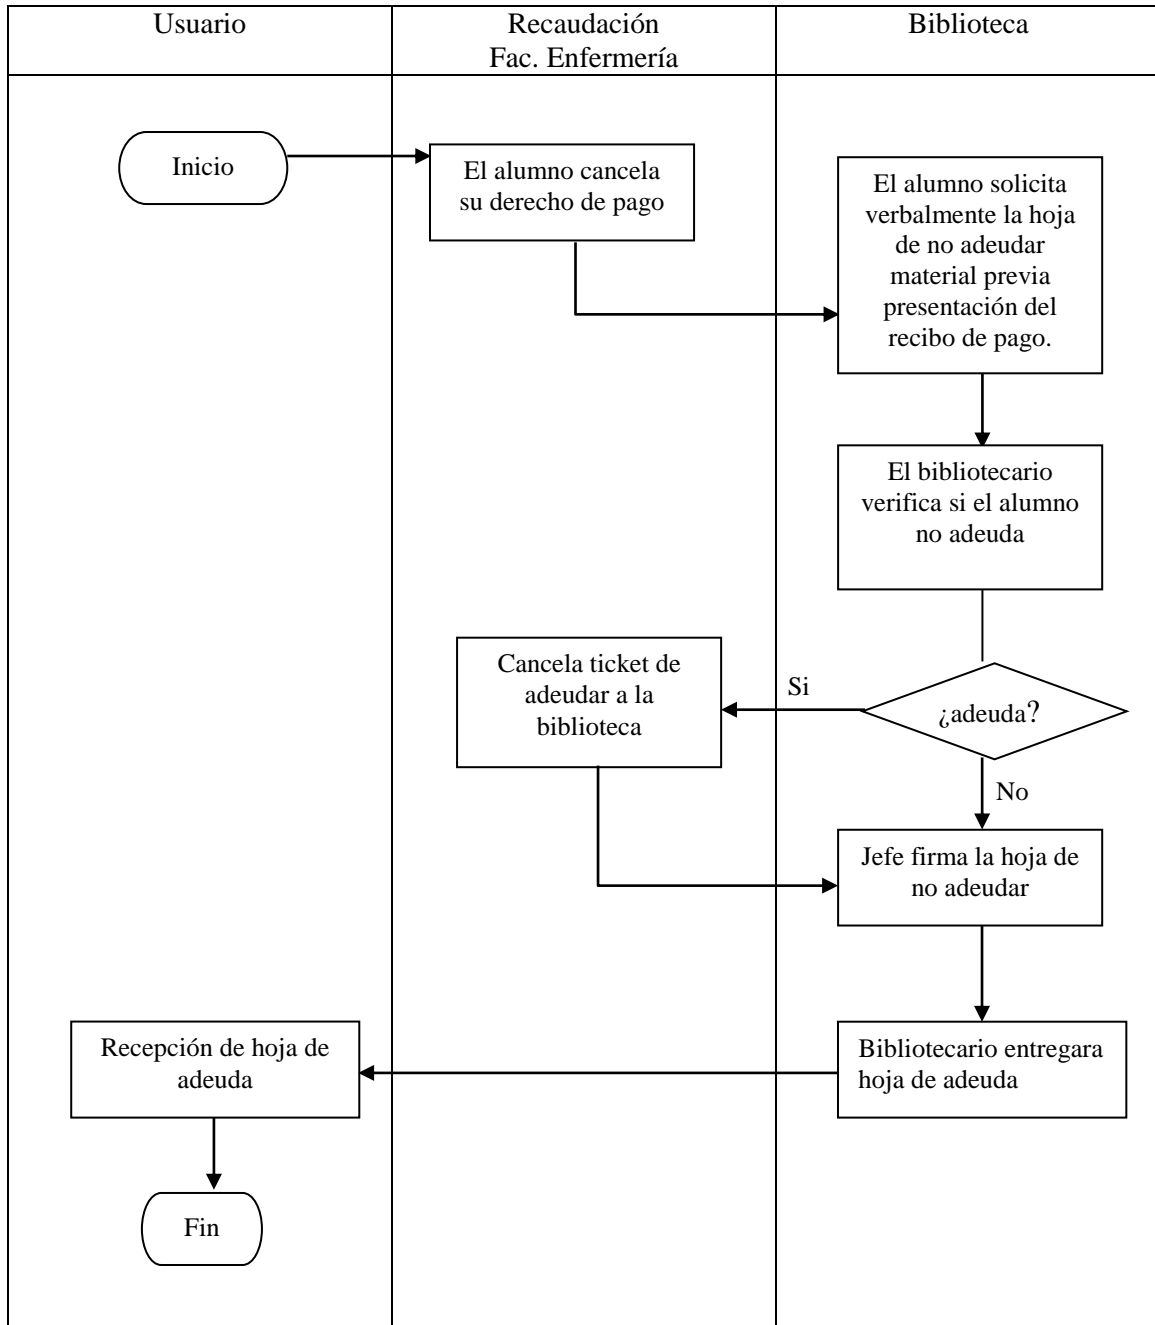 Usuario
Recaudación
Fac. Enfermería
Biblioteca
Inicio
El alumno cancela
su derecho de pago
El alumno solicita
verbalmente la hoja
de no adeudar
material previa
presentación del
recibo de pago.
El bibliotecario
verifica si el alumno
no adeuda
Cancela ticket de
adeudar a la
biblioteca
Si
¿adeuda?
No
Jefe firma la hoja de
no adeudar
Recepción de hoja de
adeuda
Bibliotecario entregara
hoja de adeuda
Fin